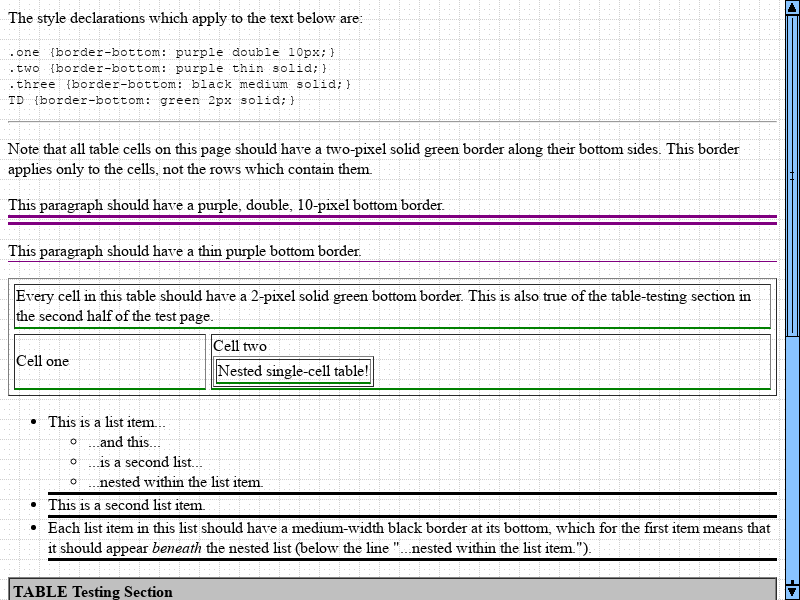 The style declarations which apply to the text below are:
.one {border-bottom: purple double 10px;}
.two {border-bottom: purple thin solid;}
.three {border-bottom: black medium solid;}
TD {border-bottom: green 2px solid;}
Note that all table cells on this page should have a two-pixel solid green border along their bottom sides. This border
applies only to the cells, not the rows which contain them.
This paragraph should have a purple, double, 10-pixel bottom border.
This paragraph should have a thin purple bottom border.
Every cell in this table should have a 2-pixel solid green bottom border. This is also true of the table-testing section in
the second half of the test page.
Cell one
Cell two
Nested single-cell table!
This is a list item...
...and this...
...is a second list...
...nested within the list item.
This is a second list item.
Each list item in this list should have a medium-width black border at its bottom, which for the first item means that
it should appear beneath the nested list (below the line "...nested within the list item.").
TABLE Testing Section